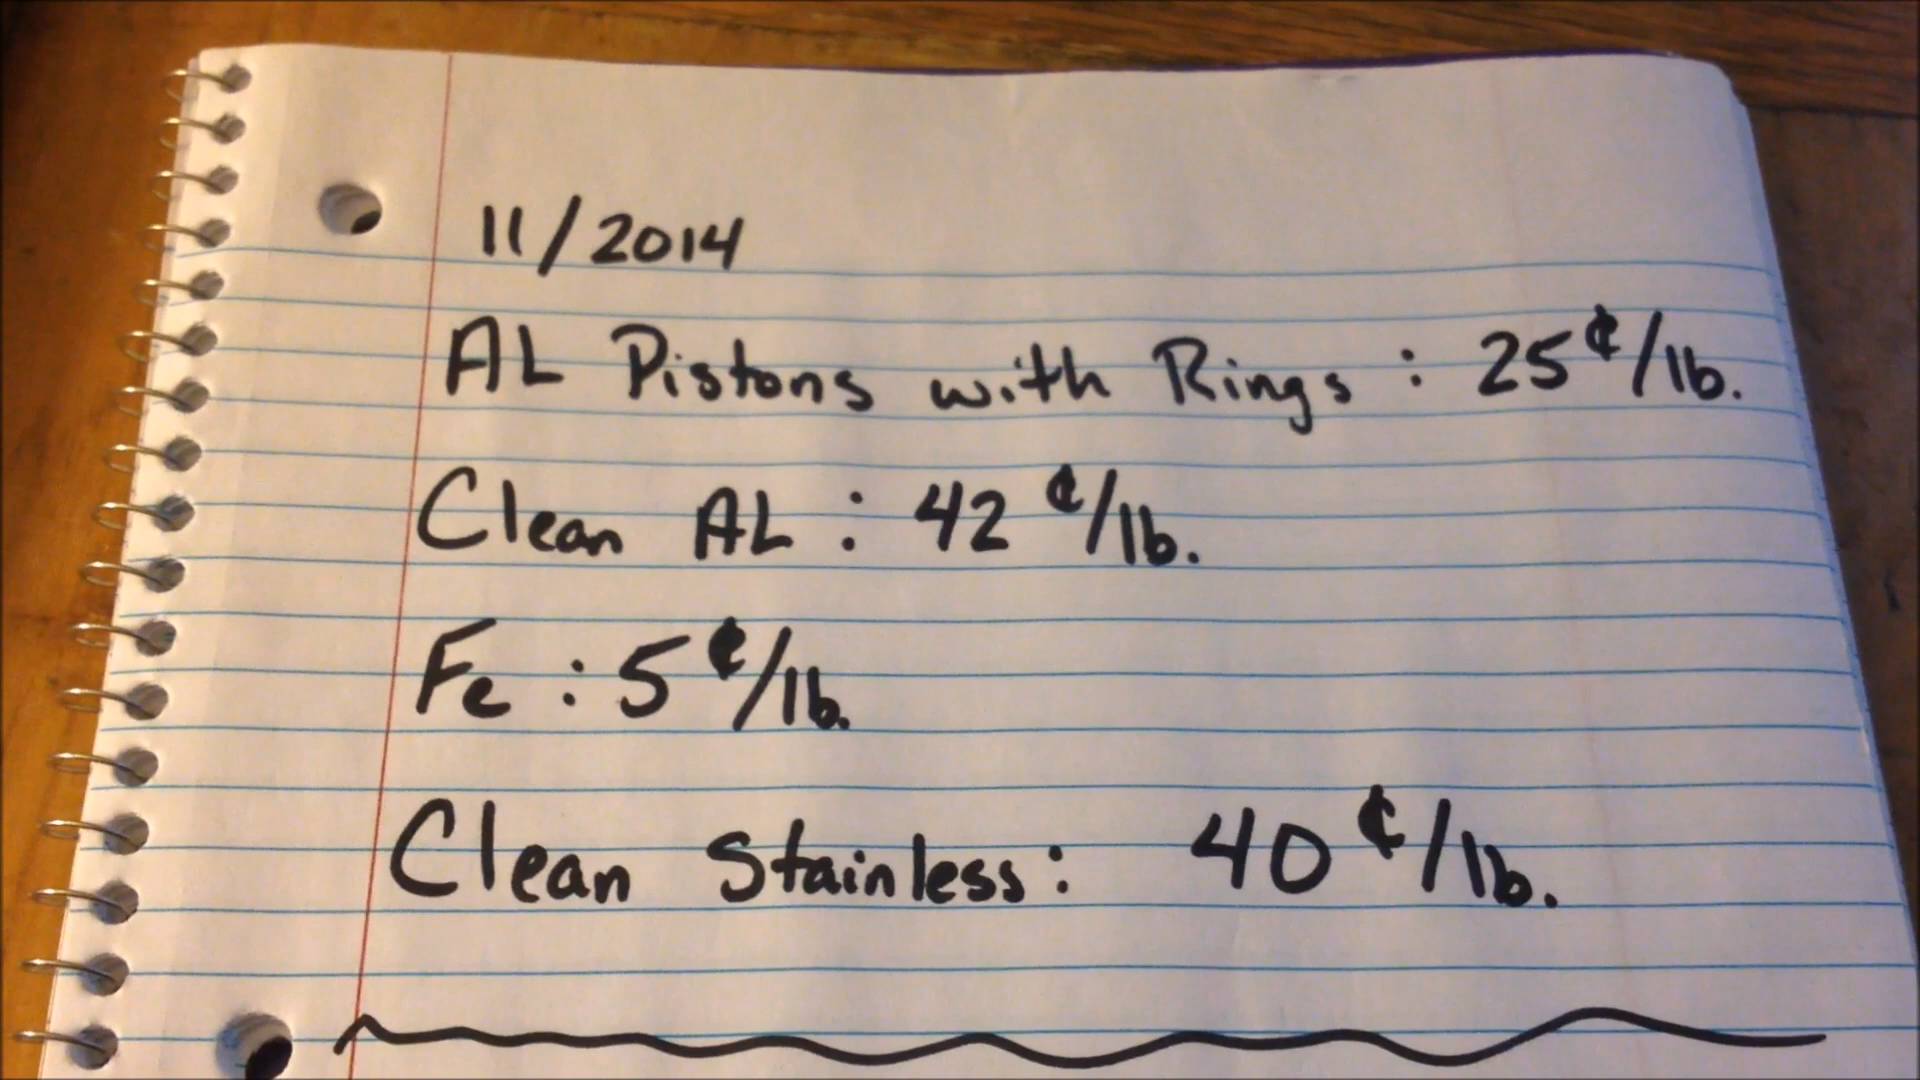 11/2014
AL Pistons with Rings : 25¢/lb.
Clean AL : 42 ¢/lb.
Fe : 5¢/lb.
Clean Stainless: 40¢/lb.